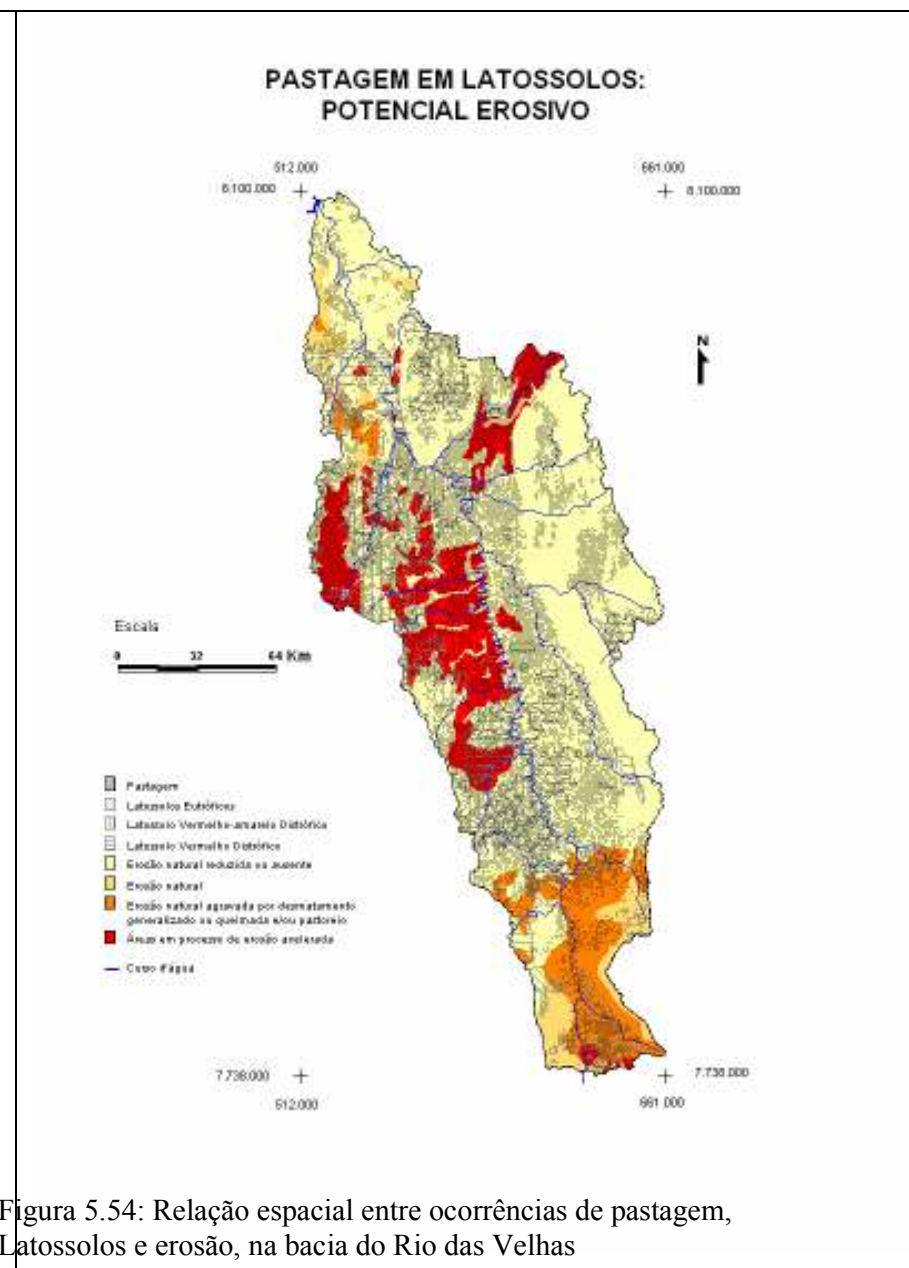 PASTAGEM EM LATOSSOLOS:
POTENCIAL EROSIVO
512.000 661.000
8.100.000 8.100.000
N
Escala
0 32 64 Km
Pastagem
Latossolos Eutróficos
Latossolo Vermelho-amarelo Distrófico
Latossolo Vermelho Distrófico
Erosão natural reduzida ou ausente
Erosão natural
Erosão natural agravada por desmatamento
generalizado ou queimada e/ou pastoreio
Áreas em processo de erosão acelerada
Curso d'água
7.738.000 7.738.000
512.000 661.000
Figura 5.54: Relação espacial entre ocorrências de pastagem,
Latossolos e erosão, na bacia do Rio das Velhas